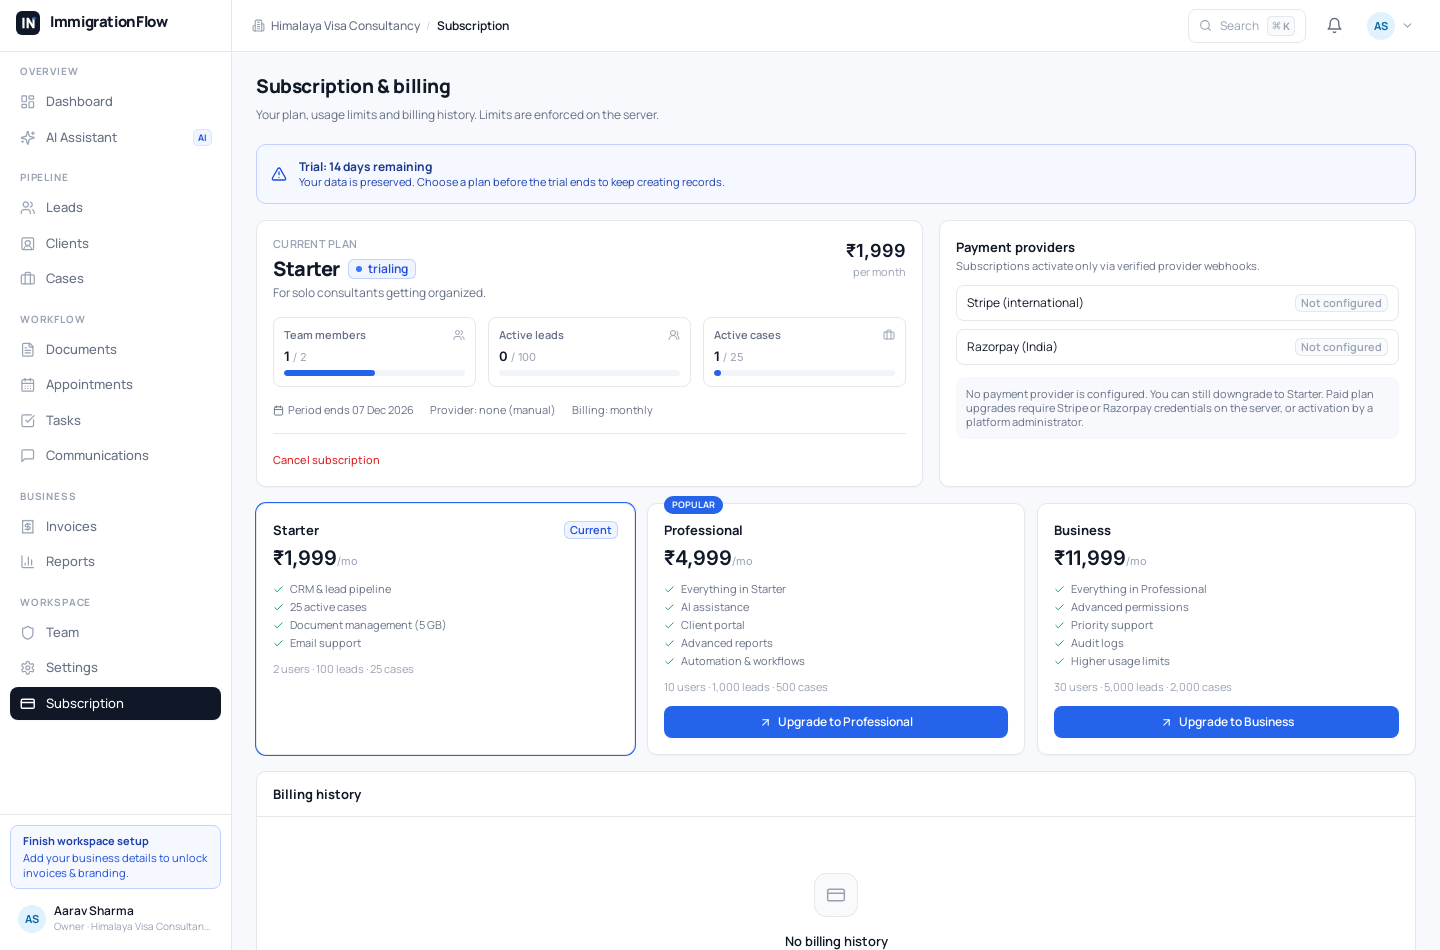 IN ImmigrationFlow
OVERVIEW
Dashboard
AI Assistant AI
PIPELINE
Leads
Clients
Cases
WORKFLOW
Documents
Appointments
Tasks
Communications
BUSINESS
Invoices
Reports
WORKSPACE
Team
Settings
Subscription
Finish workspace setup
Add your business details to unlock
invoices & branding.
AS Aarav Sharma
Owner · Himalaya Visa Consultan...
Himalaya Visa Consultancy / Subscription
Search ⌘ K
AS
Subscription & billing
Your plan, usage limits and billing history. Limits are enforced on the server.
Trial: 14 days remaining
Your data is preserved. Choose a plan before the trial ends to keep creating records.
CURRENT PLAN
Starter trialing
₹1,999
per month
For solo consultants getting organized.
Team members
1 / 2
Active leads
0 / 100
Active cases
1 / 25
Period ends 07 Dec 2026 Provider: none (manual) Billing: monthly
Cancel subscription
Payment providers
Subscriptions activate only via verified provider webhooks.
Stripe (international) Not configured
Razorpay (India) Not configured
No payment provider is configured. You can still downgrade to Starter. Paid plan
upgrades require Stripe or Razorpay credentials on the server, or activation by a
platform administrator.
Starter Current
₹1,999/mo
CRM & lead pipeline
25 active cases
Document management (5 GB)
Email support
2 users · 100 leads · 25 cases
POPULAR
Professional
₹4,999/mo
Everything in Starter
AI assistance
Client portal
Advanced reports
Automation & workflows
10 users · 1,000 leads · 500 cases
Upgrade to Professional
Business
₹11,999/mo
Everything in Professional
Advanced permissions
Priority support
Audit logs
Higher usage limits
30 users · 5,000 leads · 2,000 cases
Upgrade to Business
Billing history
No billing history